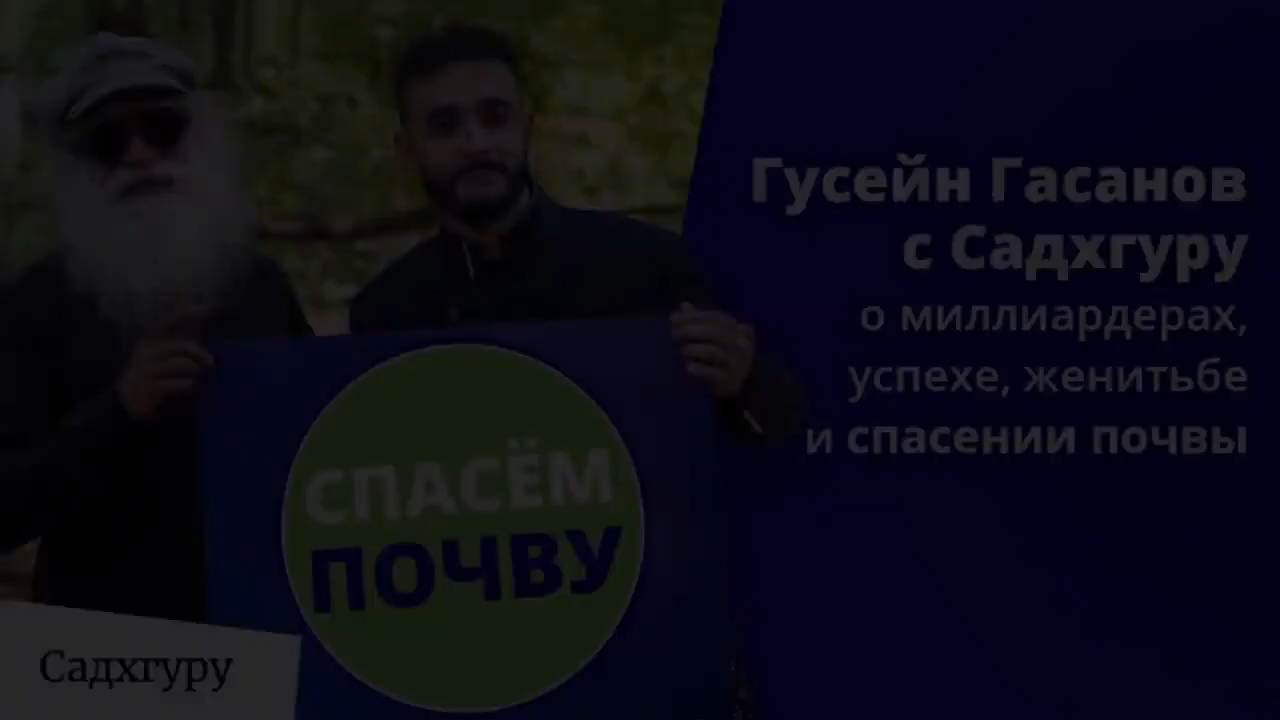 Гусейн Гасанов
с Садхгуру
о миллиардерах,
успехе, женитьбе
и спасении почвы
СПАСЁМ
ПОЧВУ
Садхгуру